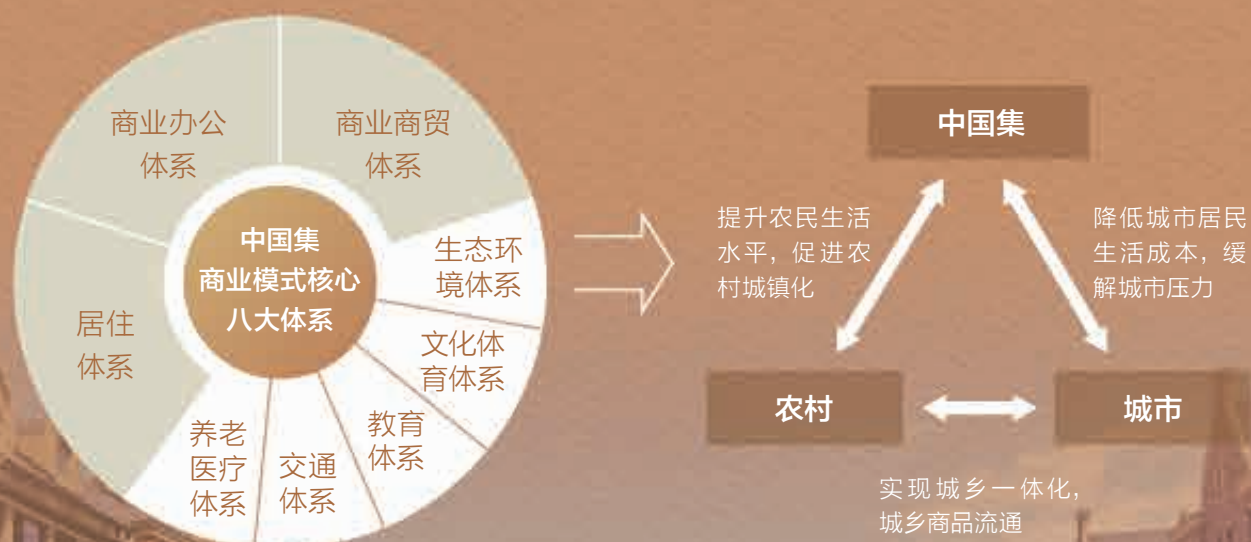 商业办公
体系
商业商贸
体系
中国集
商业模式核心
八大体系
生态环
境体系
文化体
育体系
教育
体系
交通
体系
养老
医疗
体系
居住
体系
中国集
提升农民生活
水平，促进农
村城镇化
降低城市居民
生活成本，缓
解城市压力
农村
城市
实现城乡一体化，
城乡商品流通